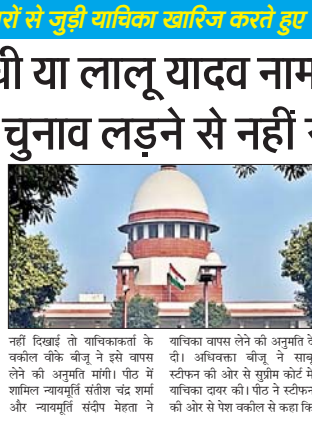 से जुड़ी याचिका खारिज करते हुए
या लालू यादव नाम
चुनाव लड़ने से नहीं
नहीं दिखाई तो याचिकाकर्ता के
वकील वीके बीजू ने इसे वापस
लेने की अनुमति मांगी। पीठ में
शामिल न्यायमूर्ति सतीश चंद्र शर्मा
और न्यायमूर्ति संदीप मेहता ने
याचिका वापस लेने की अनुमति दे
दी। अधिवक्ता बीजू ने साबू
स्टीफन की ओर से सुप्रीम कोर्ट में
याचिका दायर की। पीठ ने स्टीफन
की ओर से पेश वकील से कहा कि